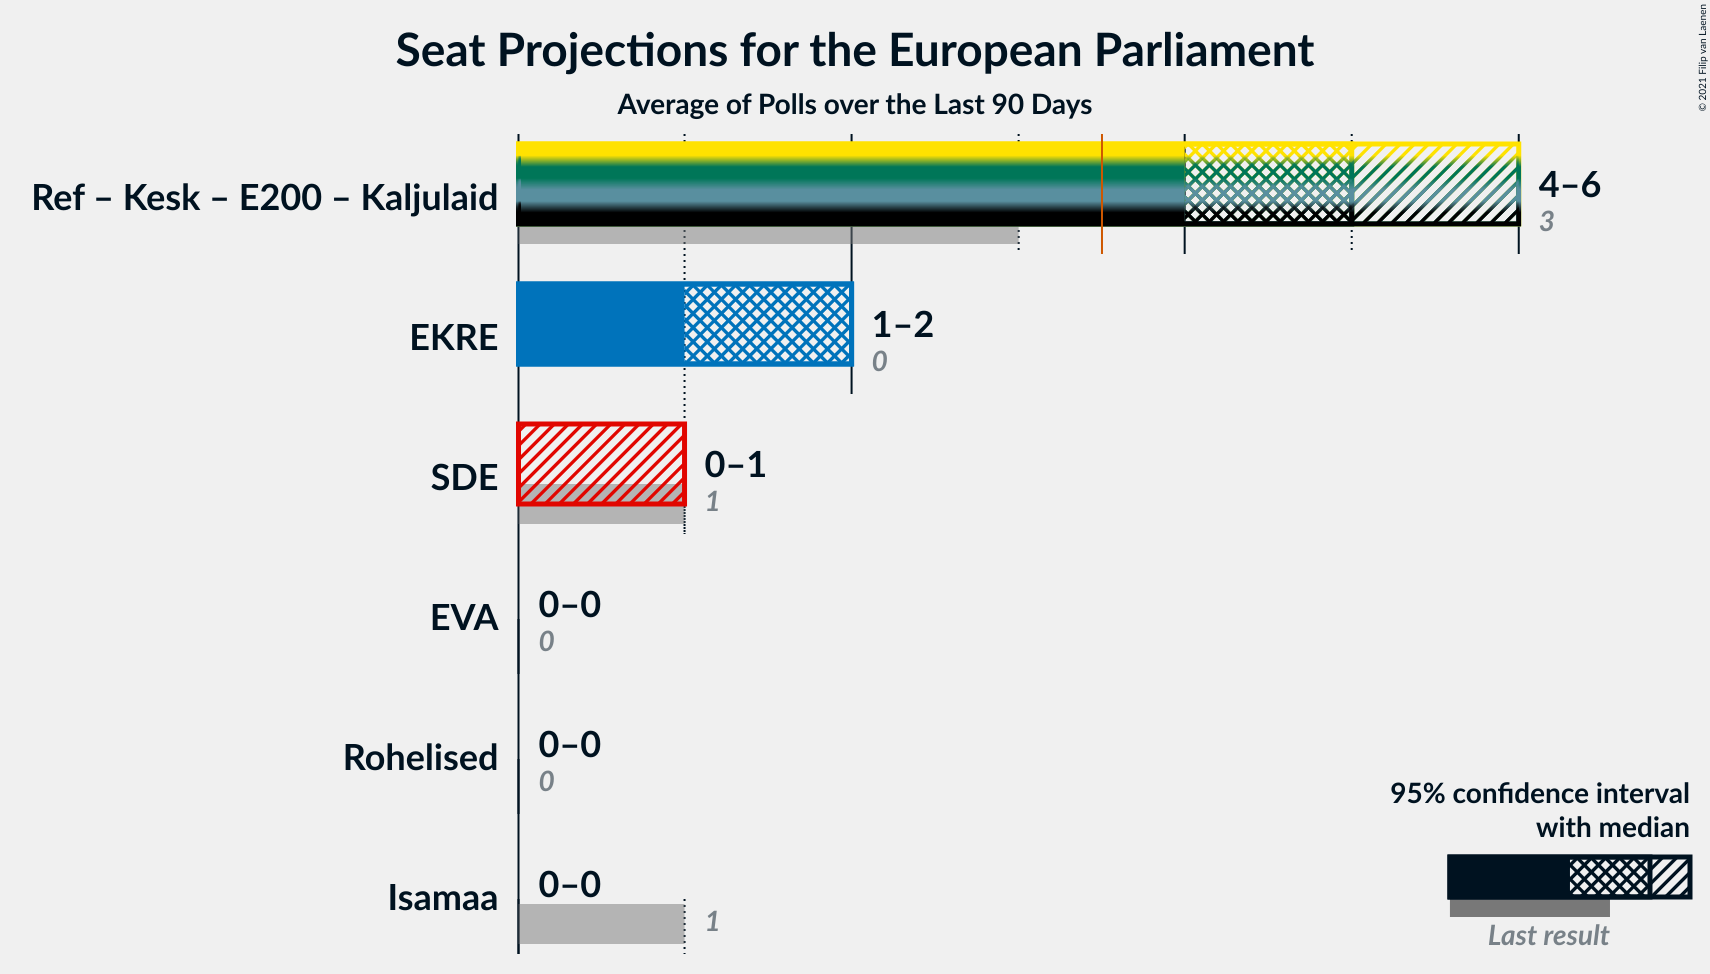 Seat Projections for the European Parliament
Average of Polls over the Last 90 Days
© 2021 Filip van Laenen
Ref – Kesk – E200 – Kaljulaid
4–6
3
EKRE
1–2
0
SDE
0–1
1
EVA
0–0
0
Rohelised
0–0
0
Isamaa
0–0
1
95% confidence interval
with median
Last result